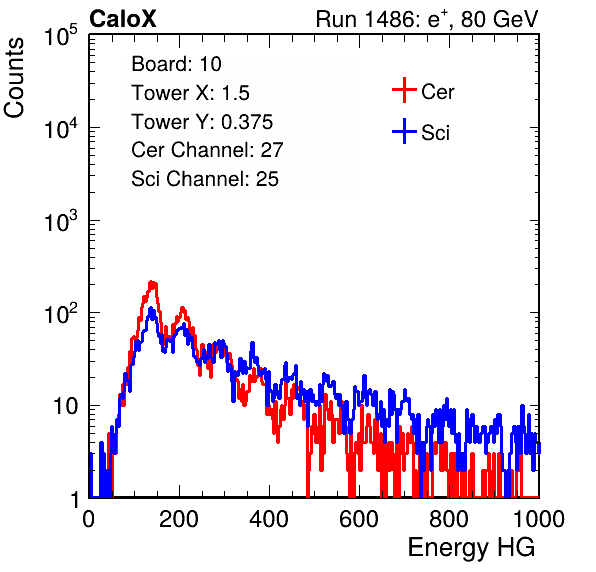 CaloX Run 1486: e+, 80 GeV
Counts
Board: 10
Tower X: 1.5
Tower Y: 0.375
Cer Channel: 27
Sci Channel: 25
Cer
Sci
10^5
10^4
10^3
10^2
10
1
0 200 400 600 800 1000
Energy HG